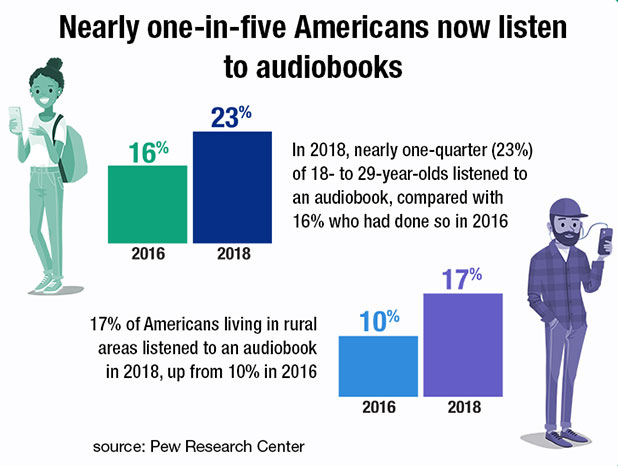 Nearly one-in-five Americans now listen
to audiobooks
16%
23%
2016
2018
In 2018, nearly one-quarter (23%)
of 18- to 29-year-olds listened to
an audiobook, compared with
16% who had done so in 2016
17% of Americans living in rural
areas listened to an audiobook
in 2018, up from 10% in 2016
10%
17%
2016
2018
source: Pew Research Center